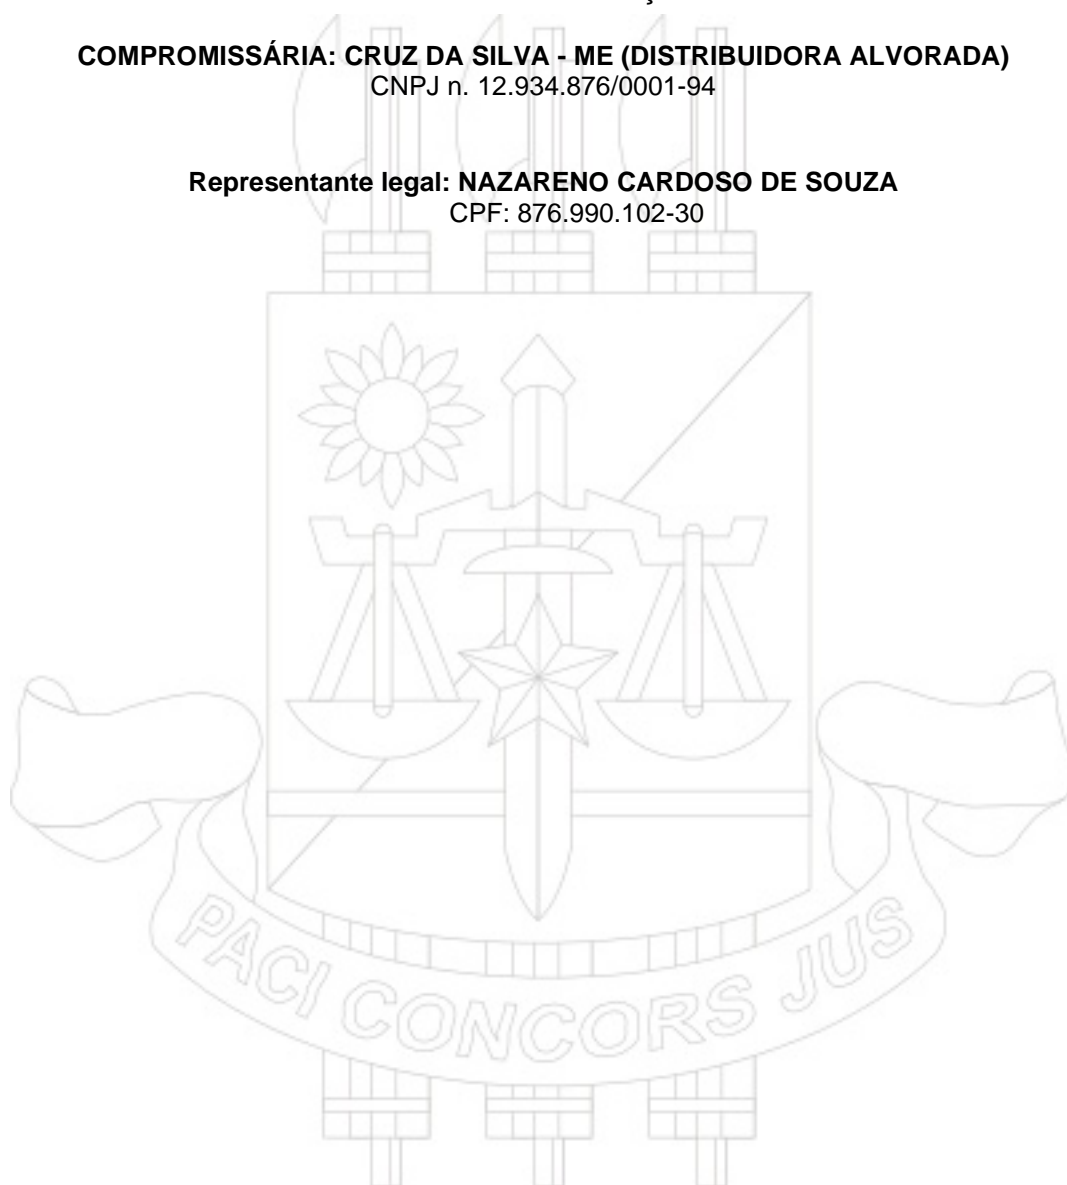 COMPROMISSÁRIA: CRUZ DA SILVA - ME (DISTRIBUIDORA ALVORADA)
CNPJ n. 12.934.876/0001-94
Representante legal: NAZARENO CARDOSO DE SOUZA
CPF: 876.990.102-30
PACI CONCORS JUS